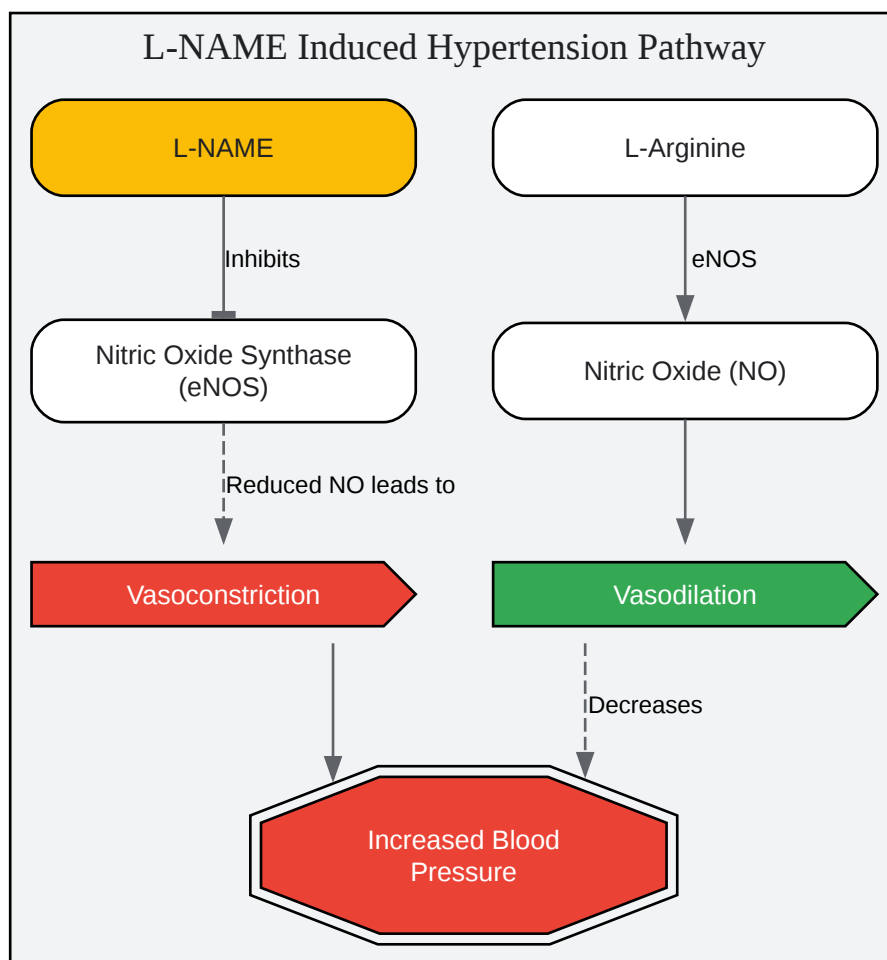 L-NAME Induced Hypertension Pathway
L-NAME
L-Arginine
Inhibits
eNOS
Nitric Oxide Synthase
(eNOS)
Nitric Oxide (NO)
Reduced NO leads to
Vasoconstriction
Vasodilation
Decreases
Increased Blood
Pressure